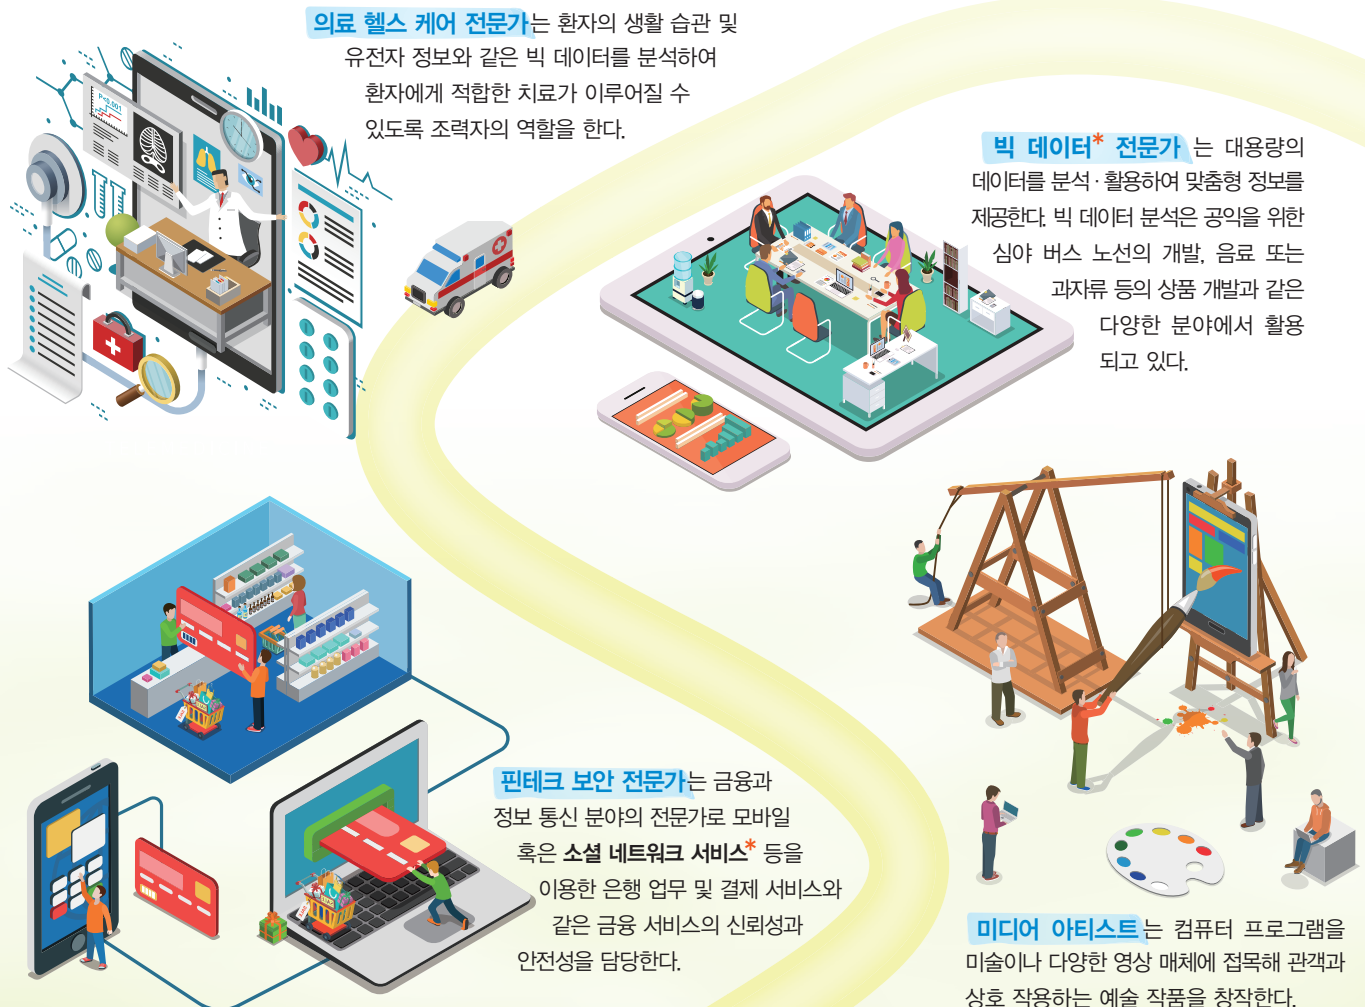 의료 헬스 케어 전문가는 환자의 생활 습관 및
유전자 정보와 같은 빅 데이터를 분석하여
환자에게 적합한 치료가 이루어질 수
있도록 조력자의 역할을 한다.
P<0.001
빅 데이터* 전문가 는 대용량의
데이터를 분석·활용하여 맞춤형 정보를
제공한다. 빅 데이터 분석은 공익을 위한
심야 버스 노선의 개발, 음료 또는
과자류 등의 상품 개발과 같은
다양한 분야에서 활용
되고 있다.
핀테크 보안 전문가는 금융과
정보 통신 분야의 전문가로 모바일
혹은 소셜 네트워크 서비스* 등을
이용한 은행 업무 및 결제 서비스와
같은 금융 서비스의 신뢰성과
안전성을 담당한다.
미디어 아티스트는 컴퓨터 프로그램을
미술이나 다양한 영상 매체에 접목해 관객과
상호 작용하는 예술 작품을 창작한다.